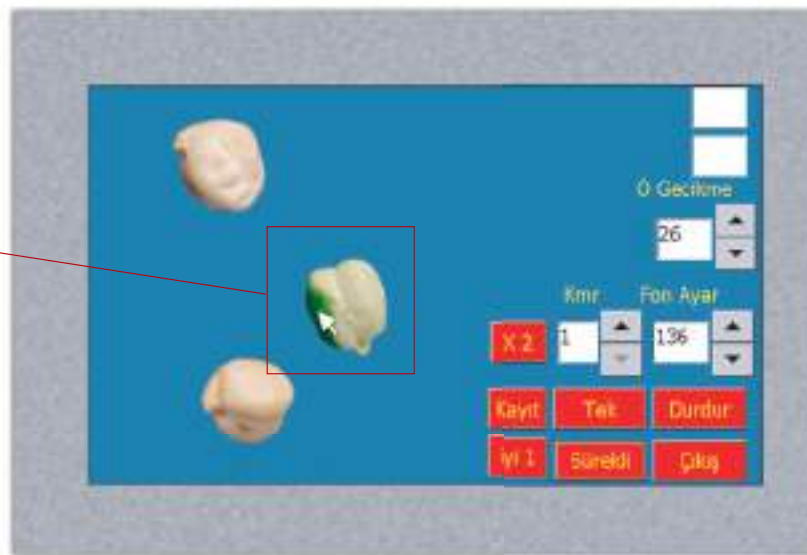 Ö Gecikme
26
Kmr Fon Ayar
X 2 1 136
Kayıt Tek Durdur
İyi 1 Sürekli Çıkış